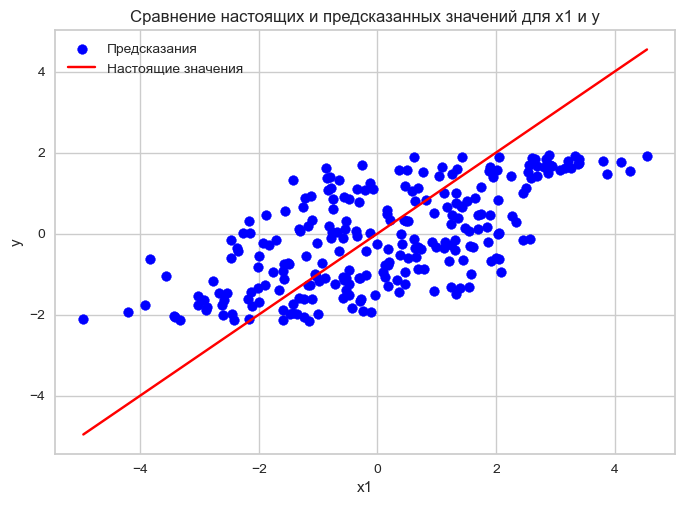 Сравнение настоящих и предсказанных значений для x1 и y
Предсказания
Настоящие значения
4
2
0
−2
−4
y
−4
−2
0
2
4
x1